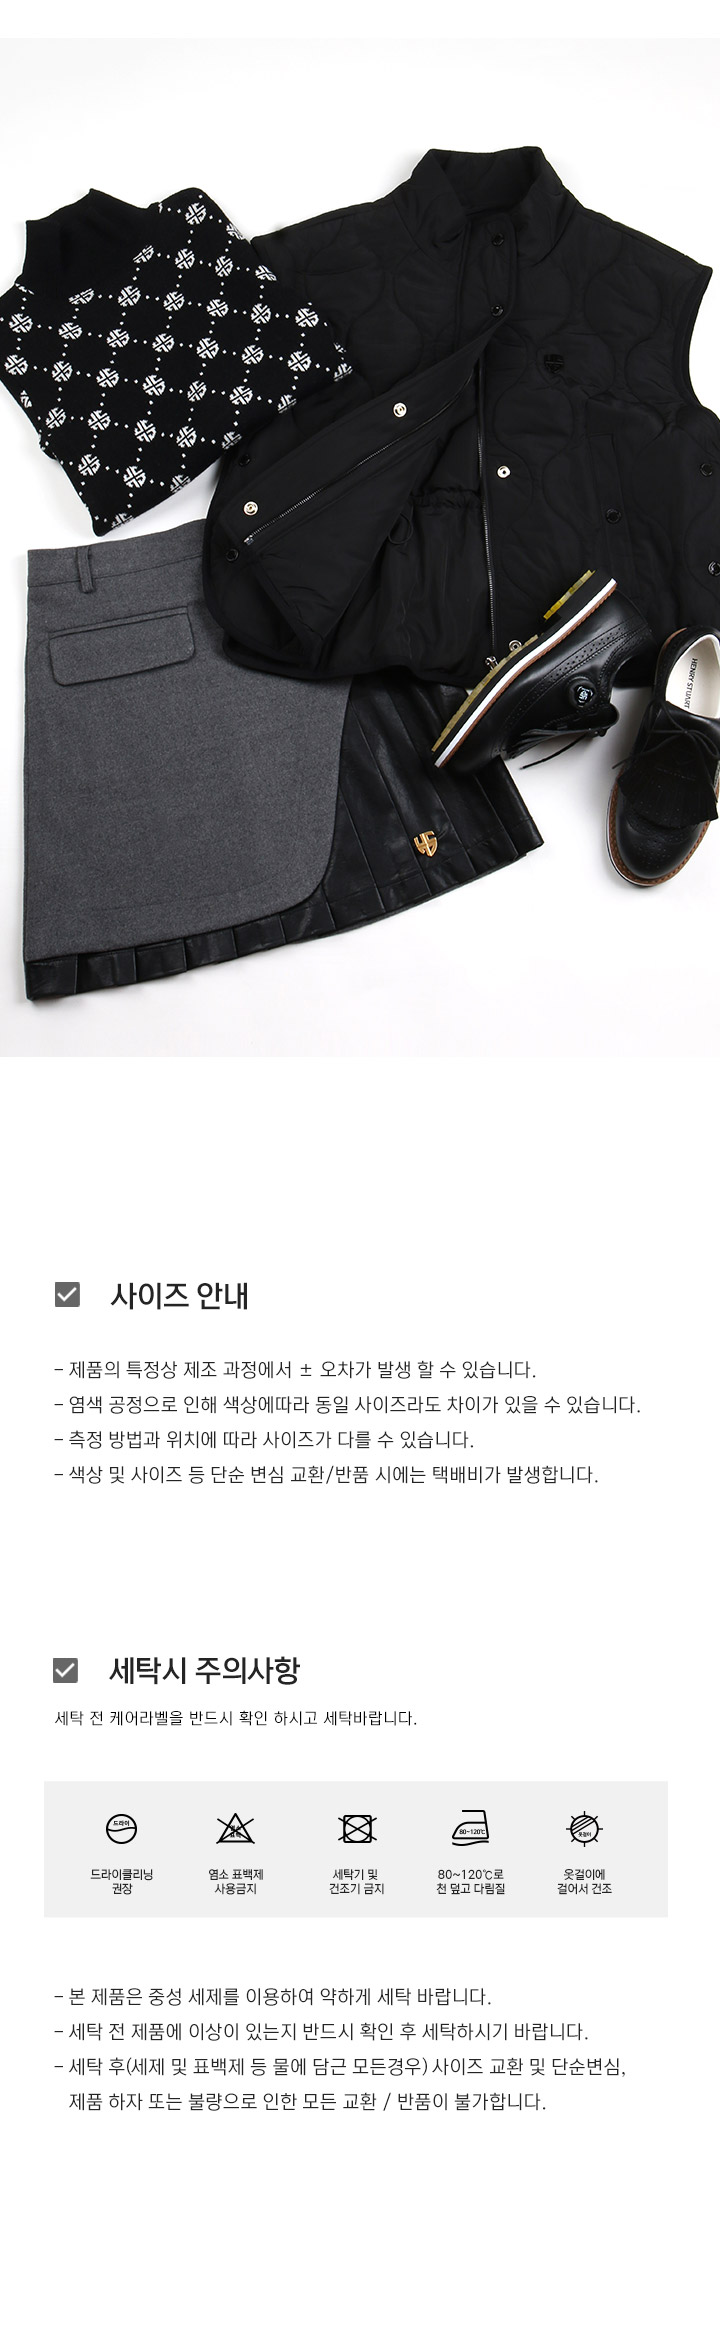 HENRY STUART
사이즈 안내
- 제품의 특정상 제조 과정에서 ± 오차가 발생 할 수 있습니다.
- 염색 공정으로 인해 색상에따라 동일 사이즈라도 차이가 있을 수 있습니다.
- 측정 방법과 위치에 따라 사이즈가 다를 수 있습니다.
- 색상 및 사이즈 등 단순 변심 교환/반품 시에는 택배비가 발생합니다.
세탁시 주의사항
세탁 전 케어라벨을 반드시 확인 하시고 세탁바랍니다.
드라이
염소
표백
80~120℃
옷걸이
드라이클리닝
권장
염소 표백제
사용금지
세탁기 및
건조기 금지
80~120℃로
천 덮고 다림질
옷걸이에
걸어서 건조
- 본 제품은 중성 세제를 이용하여 약하게 세탁 바랍니다.
- 세탁 전 제품에 이상이 있는지 반드시 확인 후 세탁하시기 바랍니다.
- 세탁 후(세제 및 표백제 등 물에 담근 모든경우) 사이즈 교환 및 단순변심,
제품 하자 또는 불량으로 인한 모든 교환 / 반품이 불가합니다.